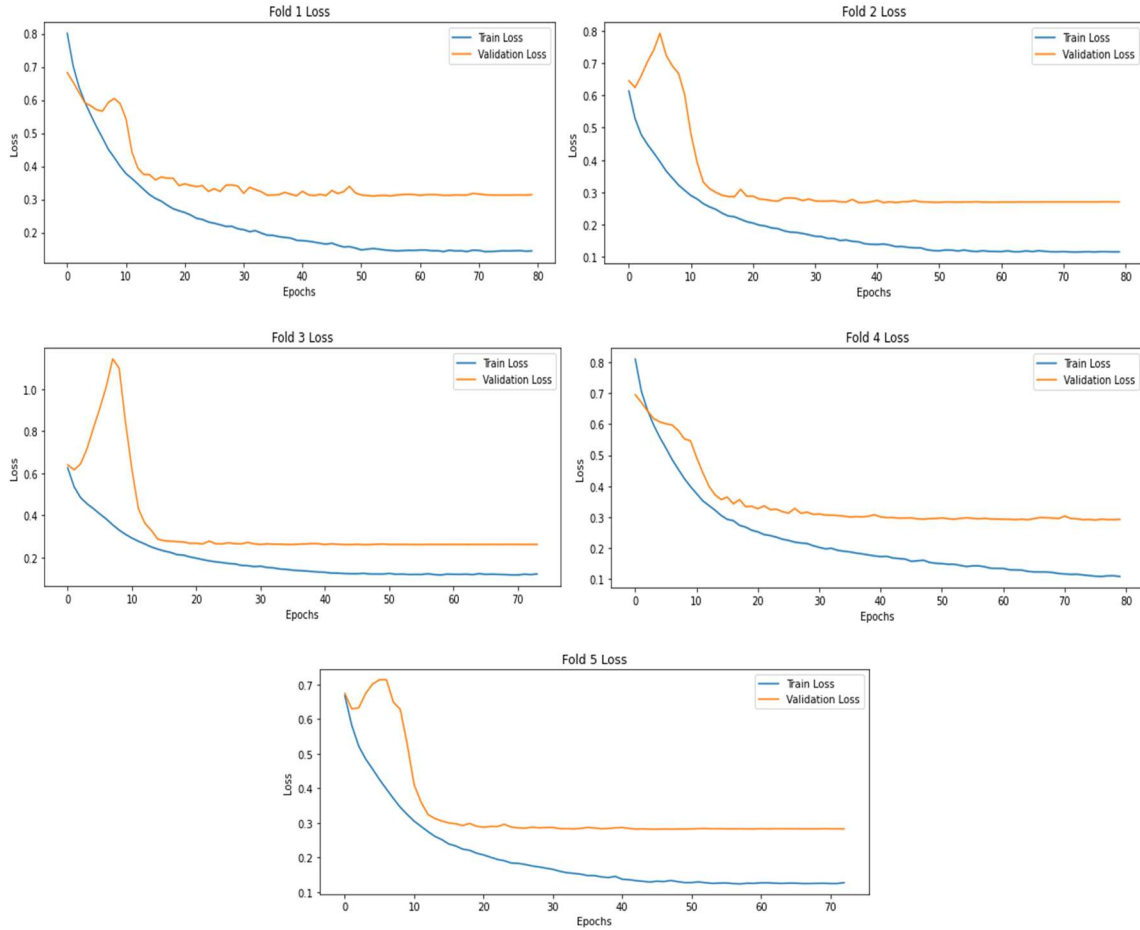 Fold 1 Loss
Loss
0.8
0.7
0.6
0.5
0.4
0.3
0.2
Train Loss
Validation Loss
0 10 20 30 40 50 60 70 80
Epochs
Fold 2 Loss
Loss
0.8
0.7
0.6
0.5
0.4
0.3
0.2
0.1
Train Loss
Validation Loss
0 10 20 30 40 50 60 70 80
Epochs
Fold 3 Loss
Loss
1.0
0.8
0.6
0.4
0.2
Train Loss
Validation Loss
0 10 20 30 40 50 60 70
Epochs
Fold 4 Loss
Loss
0.8
0.7
0.6
0.5
0.4
0.3
0.2
0.1
Train Loss
Validation Loss
0 10 20 30 40 50 60 70 80
Epochs
Fold 5 Loss
Loss
0.7
0.6
0.5
0.4
0.3
0.2
0.1
Train Loss
Validation Loss
0 10 20 30 40 50 60 70
Epochs